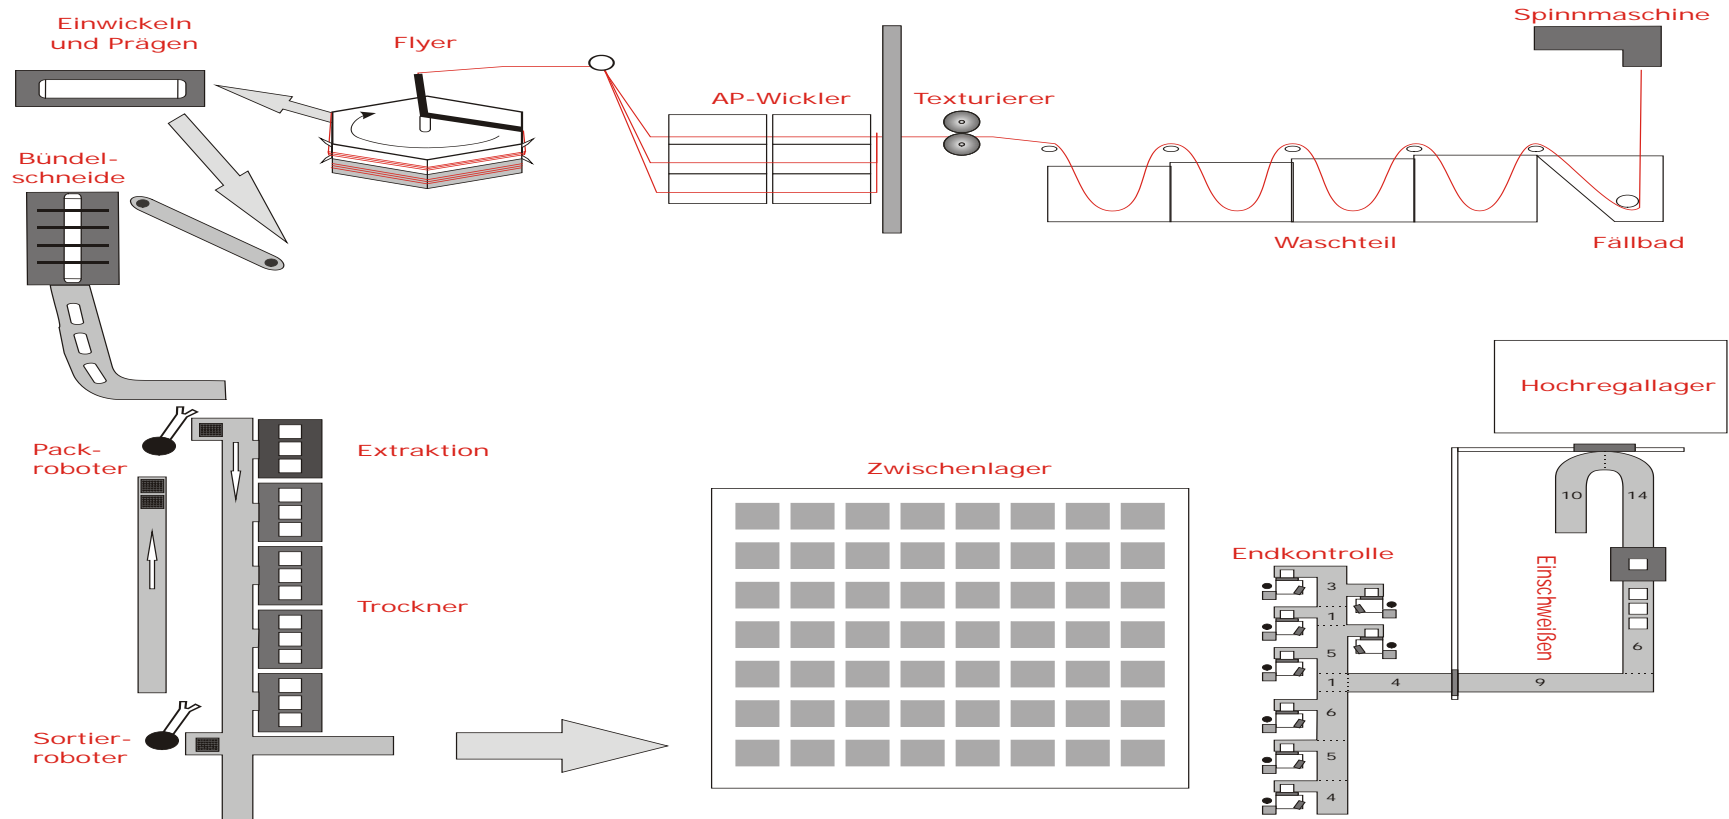 Spinnmaschine
Einwickeln
und Prägen
Flyer
AP-Wickler
Texturierer
Bündel-
schneide
Waschteil
Fällbad
Hochregallager
Pack-
roboter
Extraktion
Zwischenlager
10
14
Endkontrolle
Einschweißen
3
1
Trockner
5
6
1
4
9
6
Sortier-
roboter
5
4